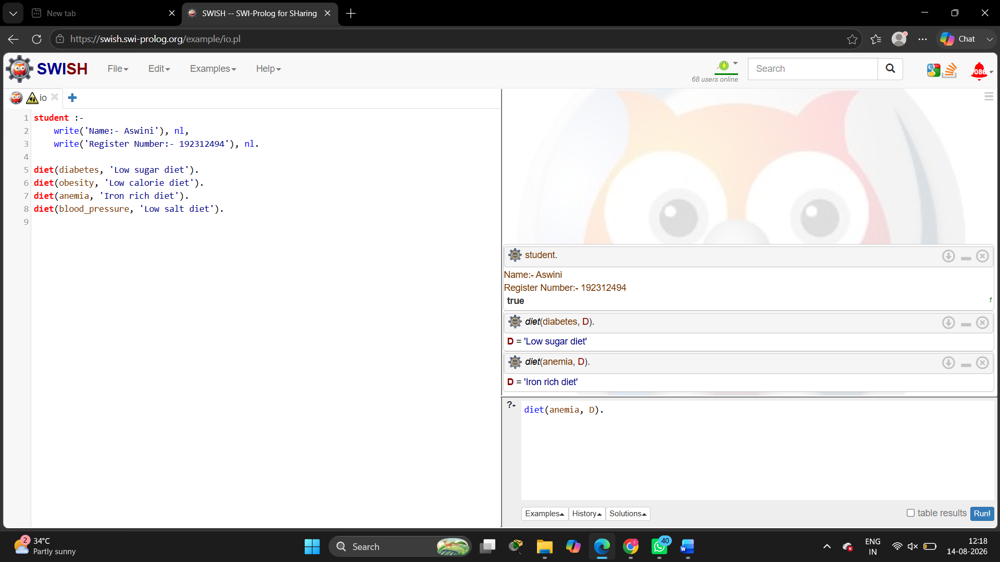 New tab
SWISH -- SWI-Prolog for SHaring
https://swish.swi-prolog.org/example/io.pl
Chat
SWISH
File
Edit
Examples
Help
68 users online
Search
086
io
1 student :-
2 write('Name:- Aswini'), nl,
3 write('Register Number:- 192312494'), nl.
4
5 diet(diabetes, 'Low sugar diet').
6 diet(obesity, 'Low calorie diet').
7 diet(anemia, 'Iron rich diet').
8 diet(blood_pressure, 'Low salt diet').
9
student.
Name:- Aswini
Register Number:- 192312494
true
1
diet(diabetes, D).
D = 'Low sugar diet'
diet(anemia, D).
D = 'Iron rich diet'
?- diet(anemia, D).
Examples
History
Solutions
table results
Run!
2
34°C
Partly sunny
Search
40
ENG
IN
12:18
14-08-2026